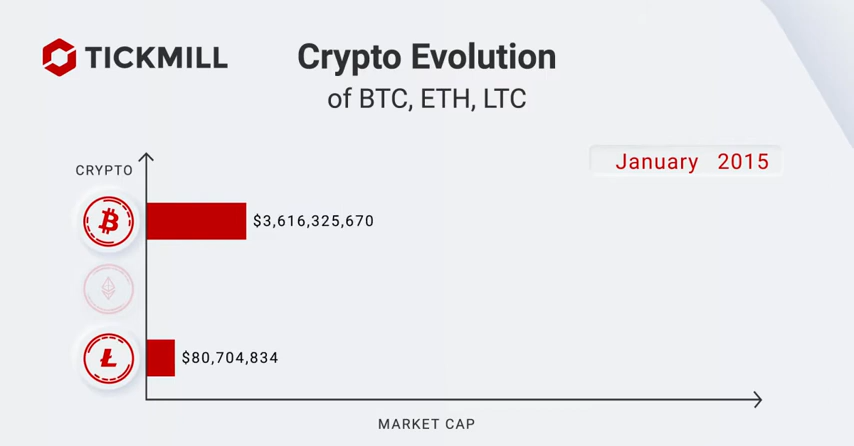 TICKMILL
Crypto Evolution
of BTC, ETH, LTC
January 2015
CRYPTO
$3,616,325,670
$80,704,834
MARKET CAP